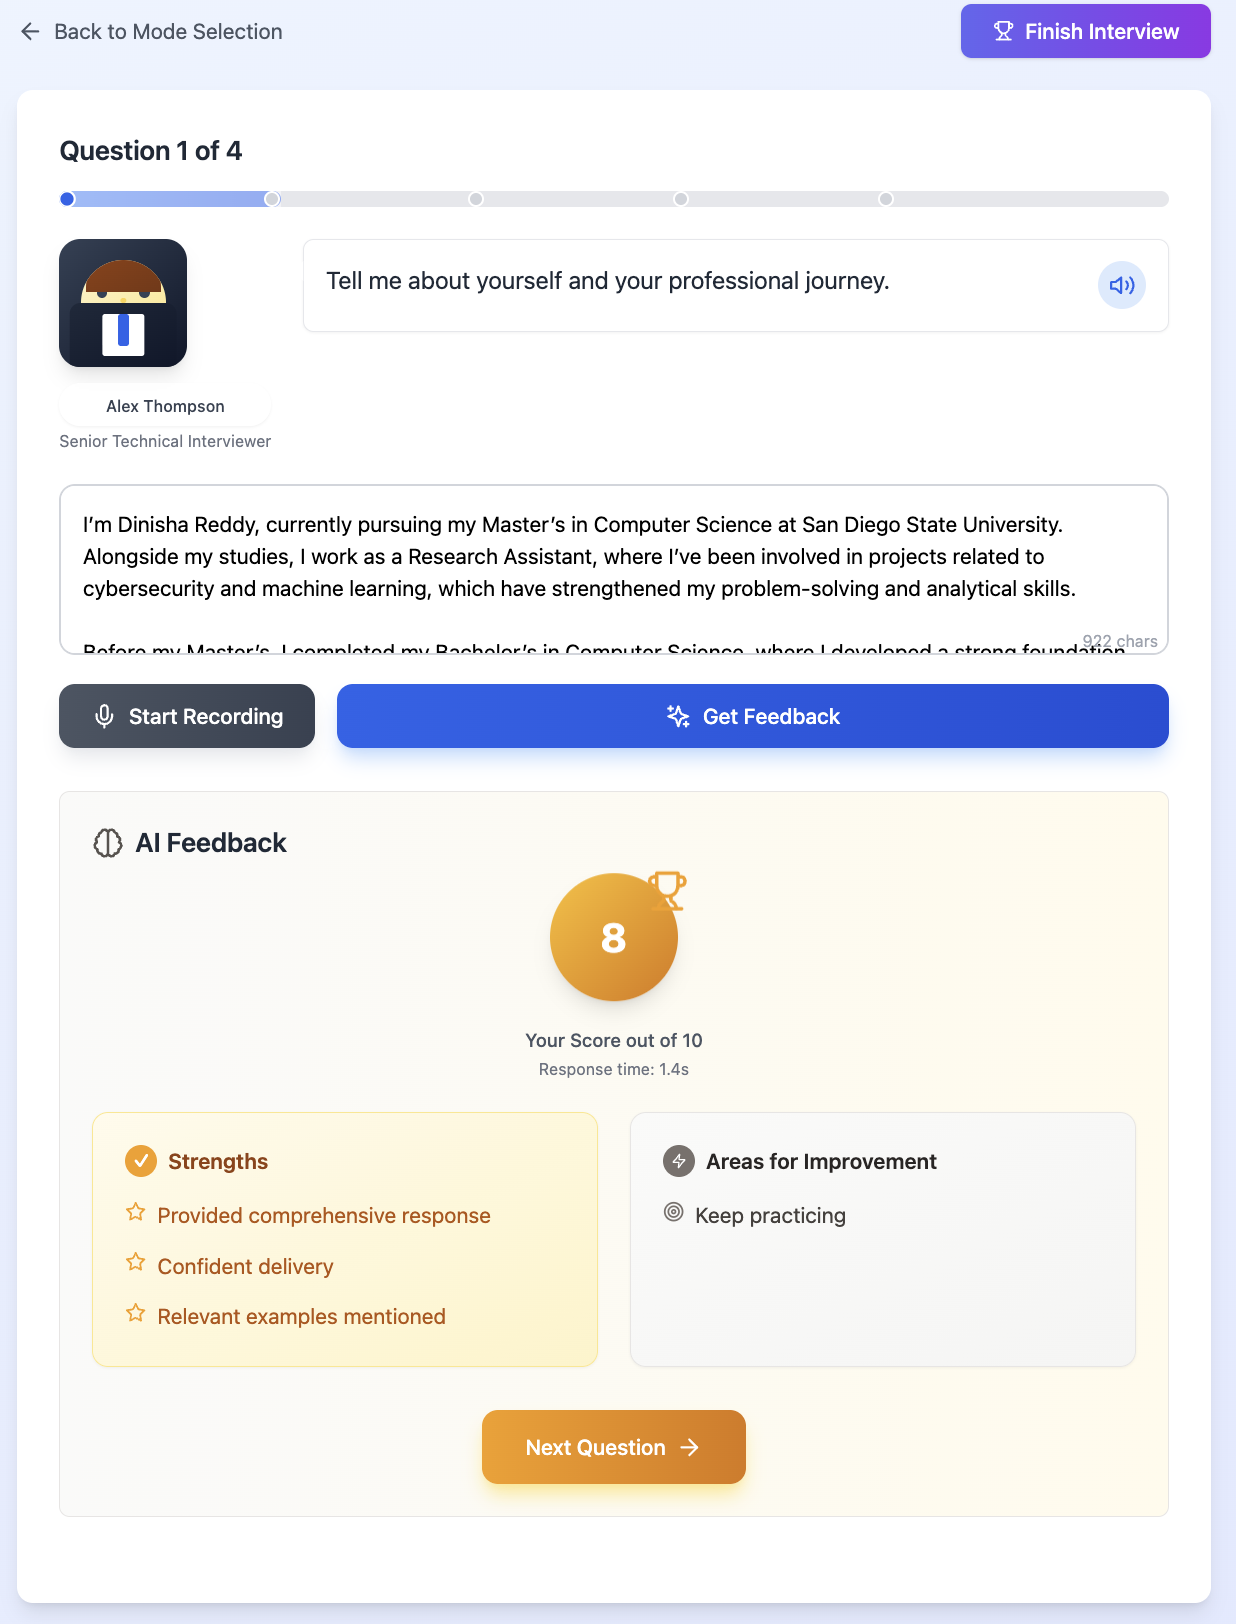 Back to Mode Selection
Finish Interview
Question 1 of 4
Tell me about yourself and your professional journey.
Alex Thompson
Senior Technical Interviewer
I’m Dinisha Reddy, currently pursuing my Master’s in Computer Science at San Diego State University.
Alongside my studies, I work as a Research Assistant, where I’ve been involved in projects related to
cybersecurity and machine learning, which have strengthened my problem-solving and analytical skills.
Before my Master’s, I completed my Bachelor’s in Computer Science, where I developed a strong foundation
922 chars
Start Recording
Get Feedback
AI Feedback
8
Your Score out of 10
Response time: 1.4s
Strengths
Provided comprehensive response
Confident delivery
Relevant examples mentioned
Areas for Improvement
Keep practicing
Next Question